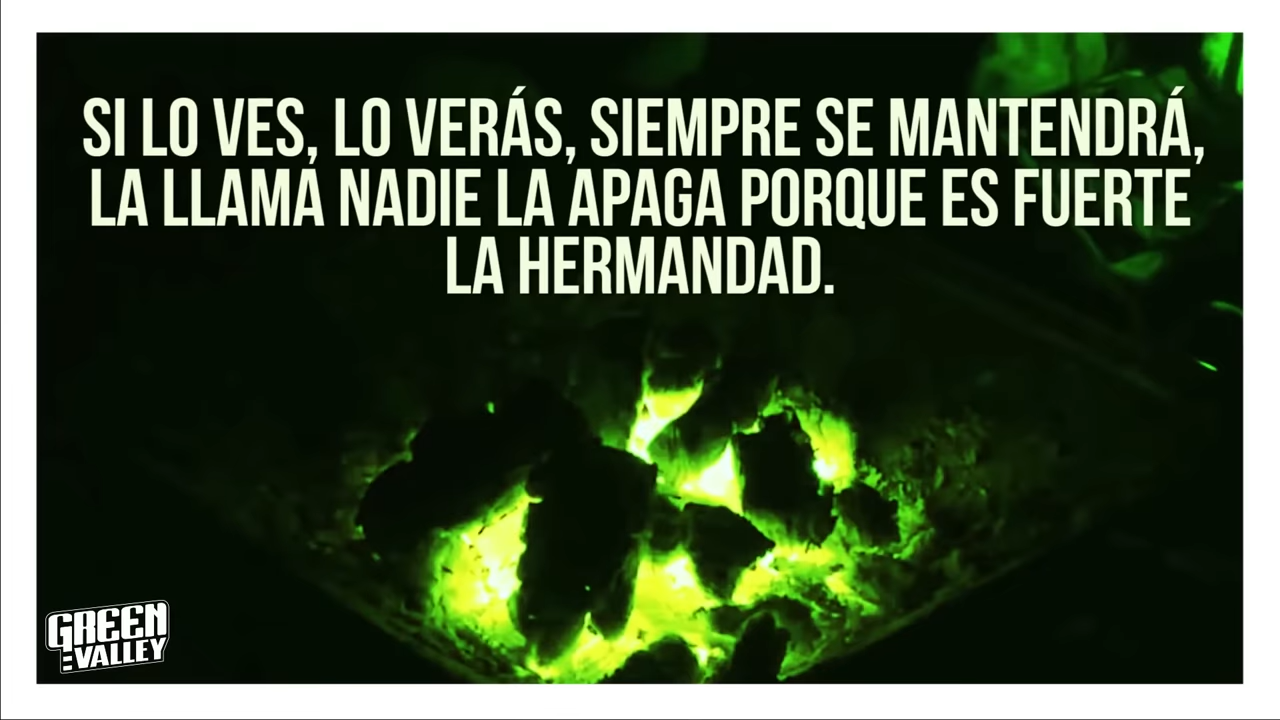 SI LO VES, LO VERÁS, SIEMPRE SE MANTENDRÁ,
LA LLAMA NADIE LA APAGA PORQUE ES FUERTE
LA HERMANDAD.
GREEN
VALLEY